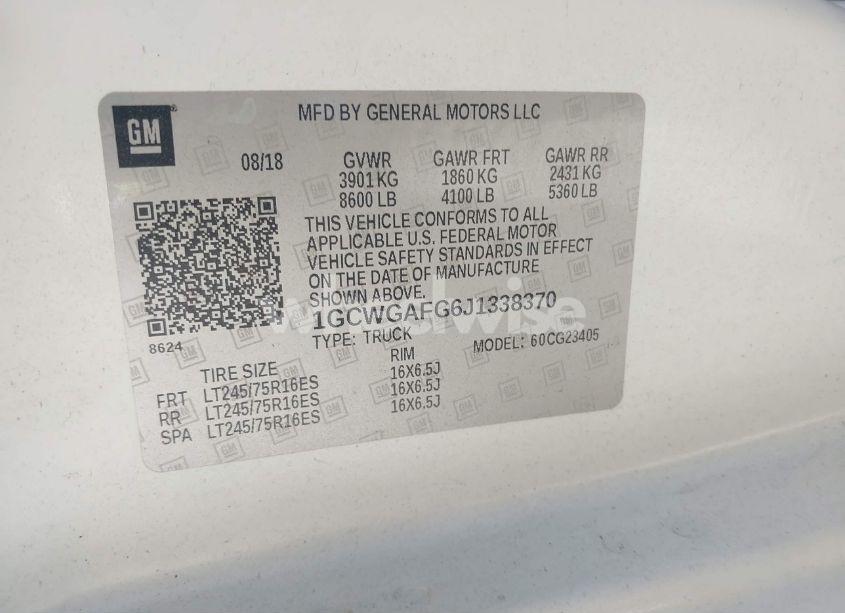 GM
MFD BY GENERAL MOTORS LLC
08/18 GVWR GAWR FRT GAWR RR
3901 KG 1860 KG 2431 KG
8600 LB 4100 LB 5360 LB
THIS VEHICLE CONFORMS TO ALL
APPLICABLE U.S. FEDERAL MOTOR
VEHICLE SAFETY STANDARDS IN EFFECT
ON THE DATE OF MANUFACTURE
SHOWN ABOVE.
1GCWGAFG6J1338370
8624
TYPE: TRUCK MODEL: 60CG23405
TIRE SIZE RIM
FRT LT245/75R16ES 16X6.5J
RR LT245/75R16ES 16X6.5J
SPA LT245/75R16ES 16X6.5J